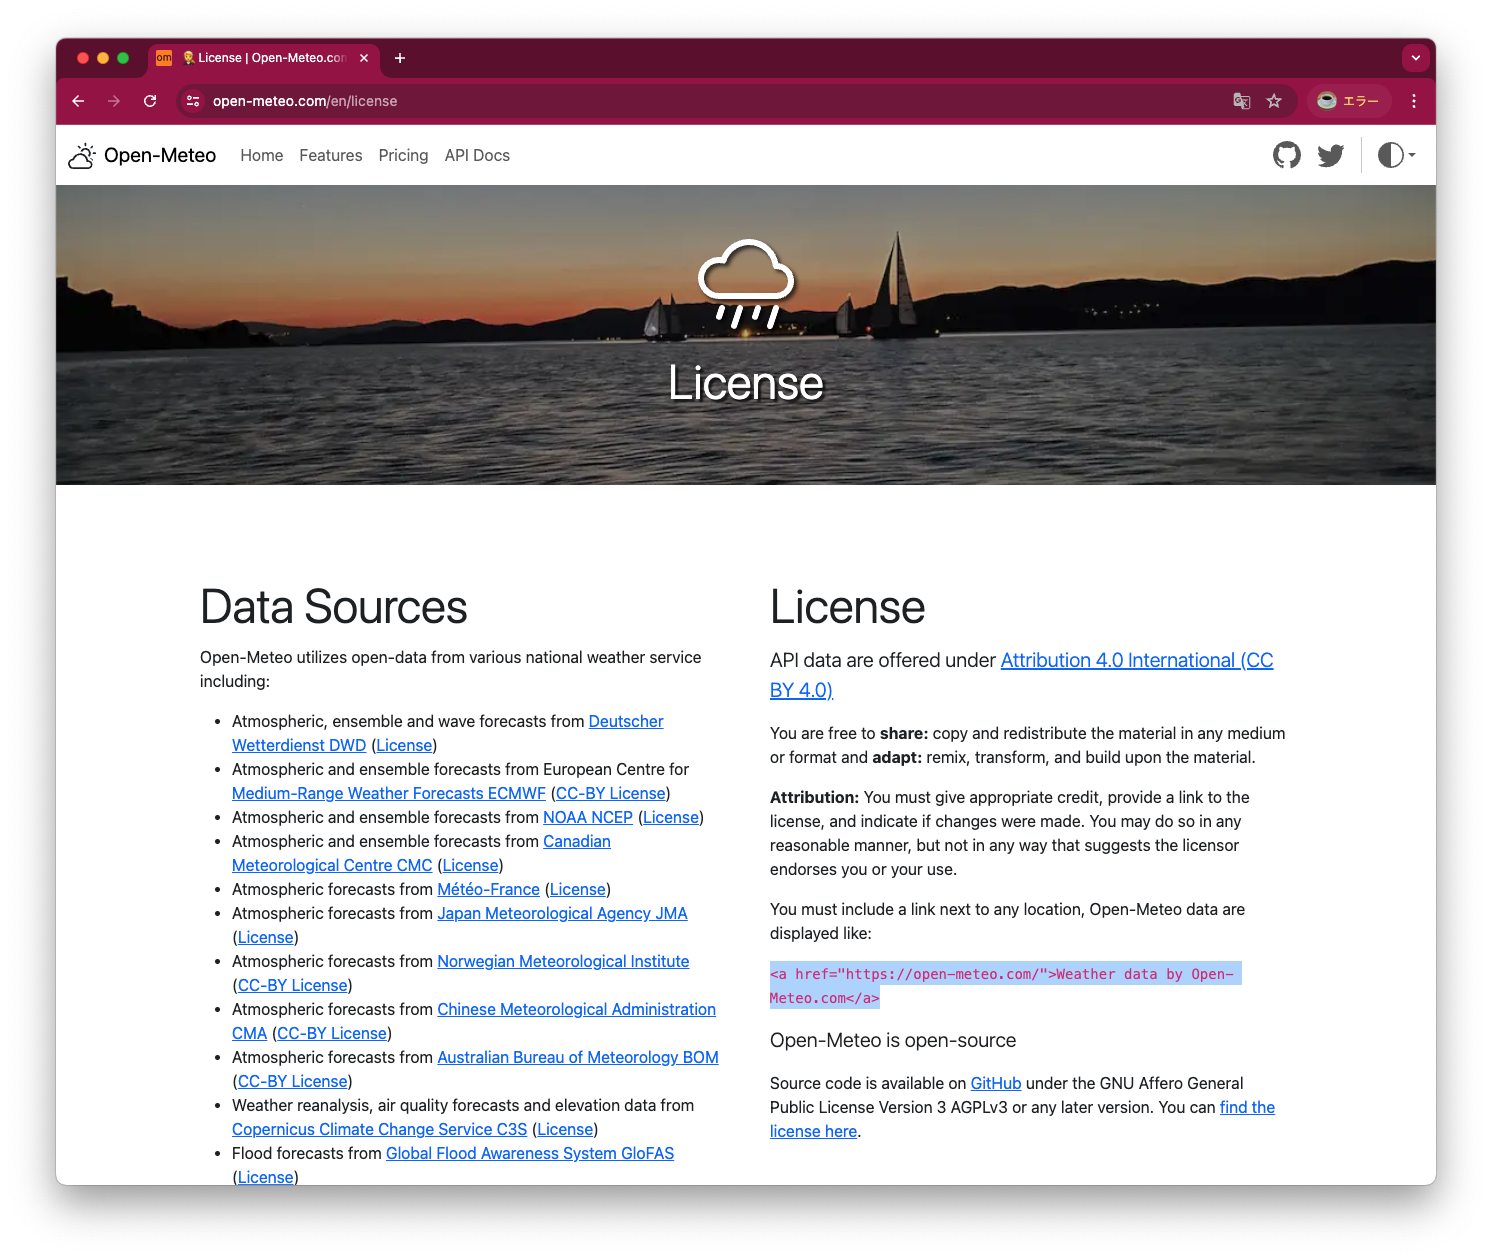 om License | Open-Meteo.com
open-meteo.com/en/license
エラー
Open-Meteo Home Features Pricing API Docs
License
Data Sources
Open-Meteo utilizes open-data from various national weather service
including:
• Atmospheric, ensemble and wave forecasts from Deutscher
Wetterdienst DWD (License)
• Atmospheric and ensemble forecasts from European Centre for
Medium-Range Weather Forecasts ECMWF (CC-BY License)
• Atmospheric and ensemble forecasts from NOAA NCEP (License)
• Atmospheric and ensemble forecasts from Canadian
Meteorological Centre CMC (License)
• Atmospheric forecasts from Météo-France (License)
• Atmospheric forecasts from Japan Meteorological Agency JMA
(License)
• Atmospheric forecasts from Norwegian Meteorological Institute
(CC-BY License)
• Atmospheric forecasts from Chinese Meteorological Administration
CMA (CC-BY License)
• Atmospheric forecasts from Australian Bureau of Meteorology BOM
(CC-BY License)
• Weather reanalysis, air quality forecasts and elevation data from
Copernicus Climate Change Service C3S (License)
• Flood forecasts from Global Flood Awareness System GloFAS
(License)
License
API data are offered under Attribution 4.0 International (CC
BY 4.0)
You are free to share: copy and redistribute the material in any medium
or format and adapt: remix, transform, and build upon the material.
Attribution: You must give appropriate credit, provide a link to the
license, and indicate if changes were made. You may do so in any
reasonable manner, but not in any way that suggests the licensor
endorses you or your use.
You must include a link next to any location, Open-Meteo data are
displayed like:
<a href="https://open-meteo.com/">Weather data by Open-
Meteo.com</a>
Open-Meteo is open-source
Source code is available on GitHub under the GNU Affero General
Public License Version 3 AGPLv3 or any later version. You can find the
license here.